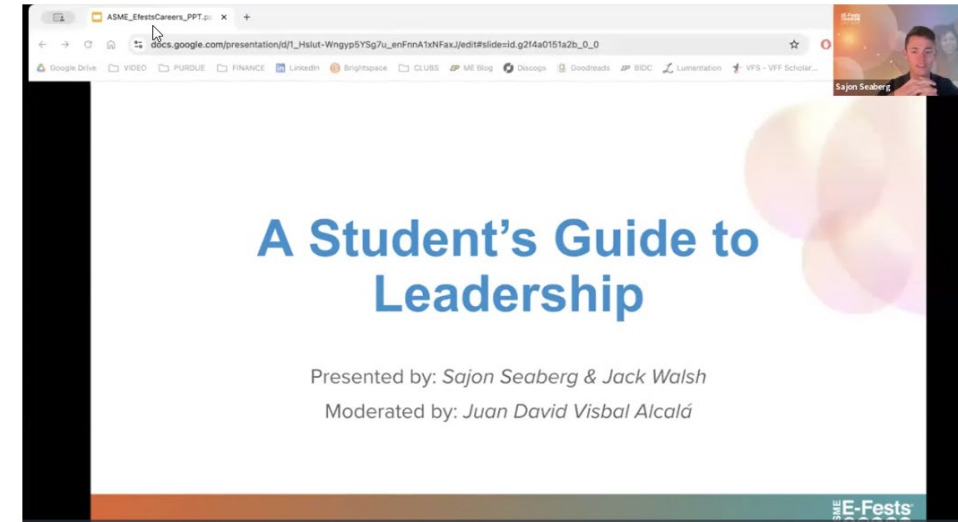 ASME_EfestsCareers_PPT.p
docs.google.com/presentation/d/1_Hslut-Wngyp5YSg7u_enFnnA1xNFaxJ/edit#slide=id.g2f4a0151a2b_0_0
Google Drive VIDEO PURDUE FINANCE LinkedIn Brightspace CLUBS ME Blog Discogs Goodreads BIDC Lumentation VFS - VFF Scholar...
Sajon Seaberg
A Student's Guide to
Leadership
Presented by: Sajon Seaberg & Jack Walsh
Moderated by: Juan David Visbal Alcalá
E-Fests